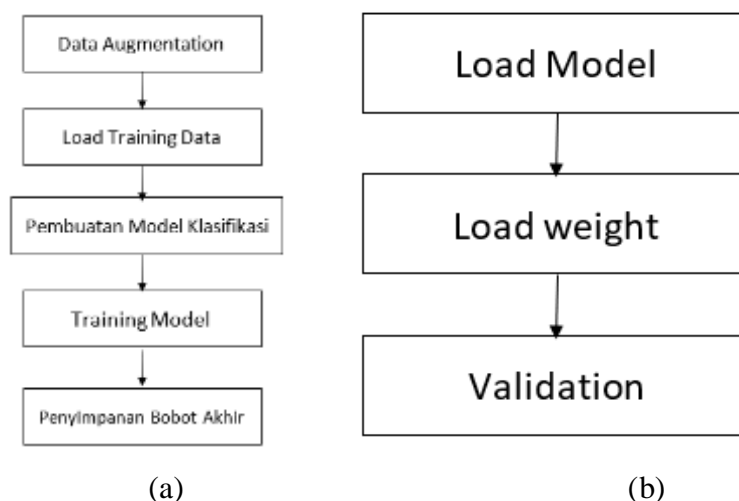 Data Augmentation
Load Training Data
Pembuatan Model Klasifikasi
Training Model
Penyimpanan Bobot Akhir
(a)
Load Model
Load weight
Validation
(b)